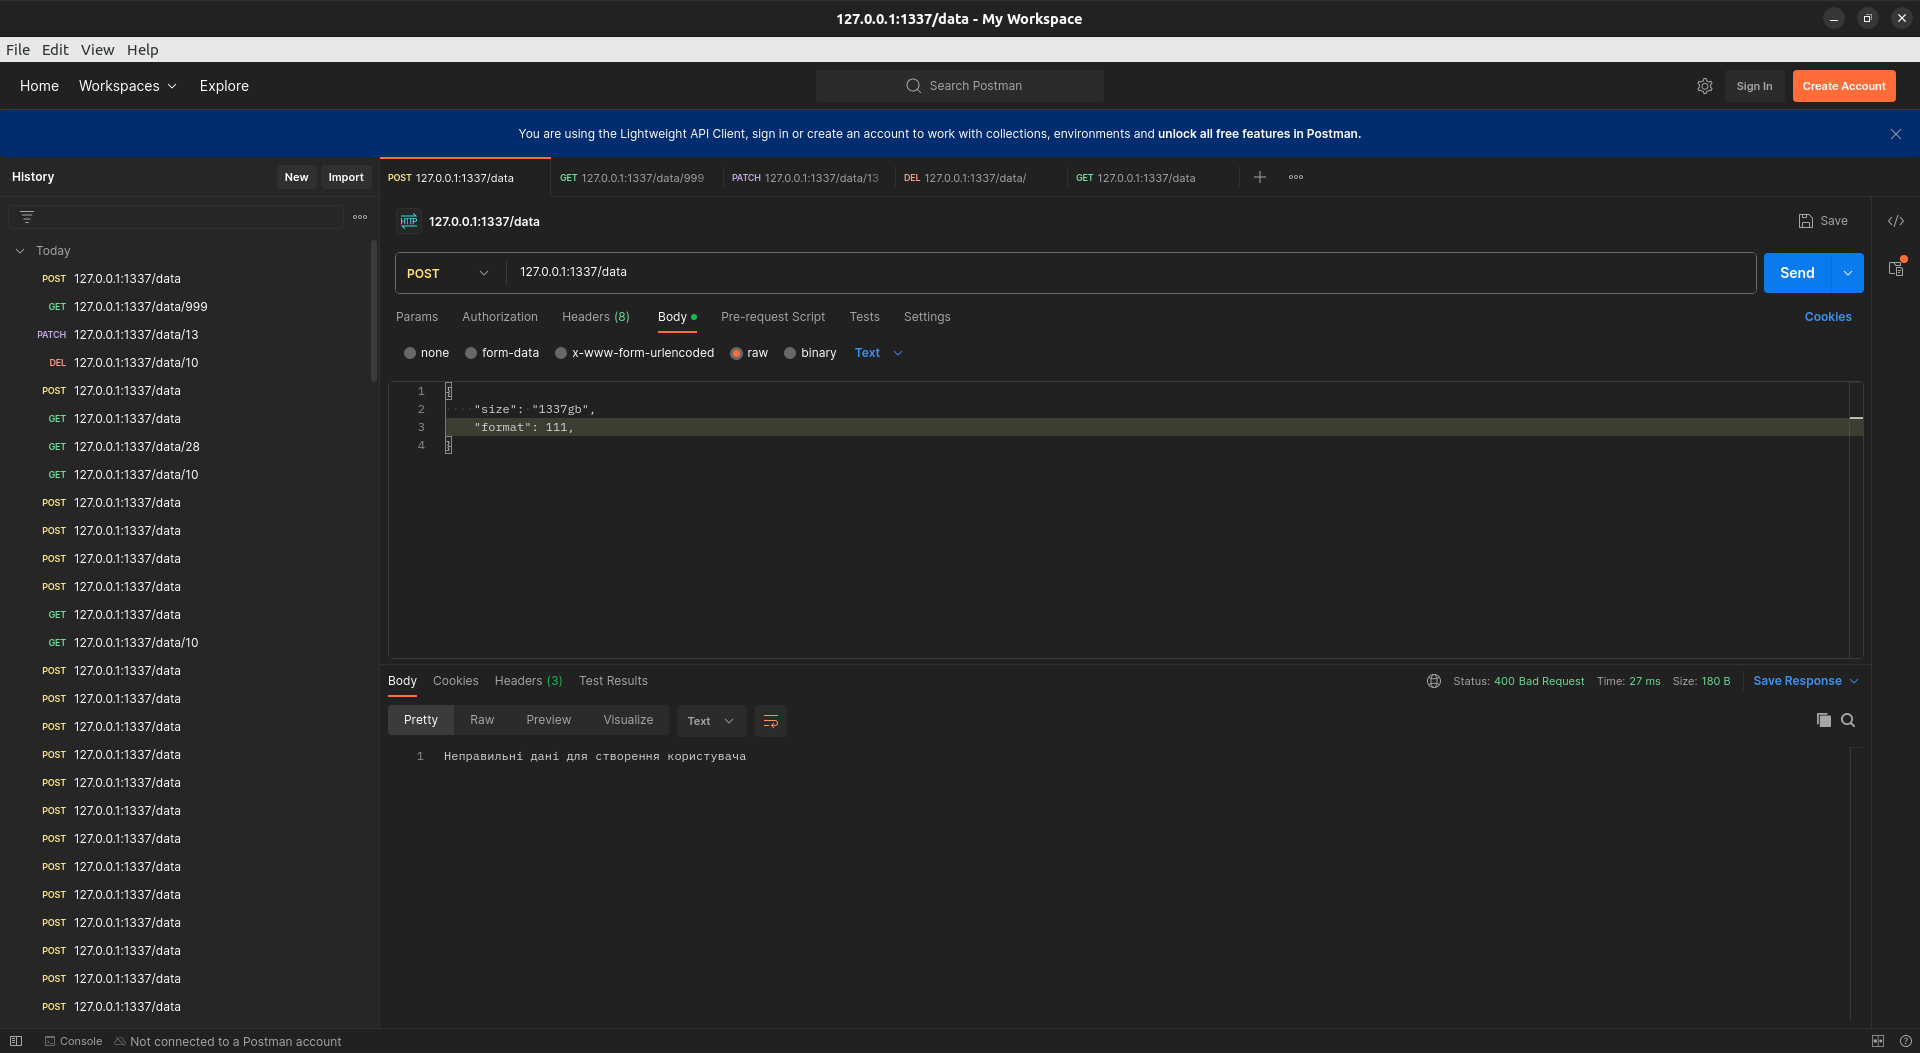 127.0.0.1:1337/data - My Workspace
File Edit View Help
Home Workspaces Explore
Search Postman
Sign In
Create Account
You are using the Lightweight API Client, sign in or create an account to work with collections, environments and unlock all free features in Postman.
History
New
Import
POST 127.0.0.1:1337/data
GET 127.0.0.1:1337/data/999
PATCH 127.0.0.1:1337/data/13
DEL 127.0.0.1:1337/data/
GET 127.0.0.1:1337/data
Today
POST 127.0.0.1:1337/data
GET 127.0.0.1:1337/data/999
PATCH 127.0.0.1:1337/data/13
DEL 127.0.0.1:1337/data/10
POST 127.0.0.1:1337/data
GET 127.0.0.1:1337/data
GET 127.0.0.1:1337/data/28
GET 127.0.0.1:1337/data/10
POST 127.0.0.1:1337/data
POST 127.0.0.1:1337/data
POST 127.0.0.1:1337/data
POST 127.0.0.1:1337/data
GET 127.0.0.1:1337/data
GET 127.0.0.1:1337/data/10
POST 127.0.0.1:1337/data
POST 127.0.0.1:1337/data
POST 127.0.0.1:1337/data
POST 127.0.0.1:1337/data
POST 127.0.0.1:1337/data
POST 127.0.0.1:1337/data
POST 127.0.0.1:1337/data
POST 127.0.0.1:1337/data
POST 127.0.0.1:1337/data
POST 127.0.0.1:1337/data
POST 127.0.0.1:1337/data
POST 127.0.0.1:1337/data
POST 127.0.0.1:1337/data
HTTP 127.0.0.1:1337/data
Save
POST 127.0.0.1:1337/data
Send
Params Authorization Headers (8) Body Pre-request Script Tests Settings
Cookies
none form-data x-www-form-urlencoded raw binary Text
1 {
2 "size": "1337gb",
3 "format": 111,
4 }
Body Cookies Headers (3) Test Results
Status: 400 Bad Request Time: 27 ms Size: 180 B
Save Response
Pretty Raw Preview Visualize Text
1 Неправильні дані для створення користувача
Console Not connected to a Postman account